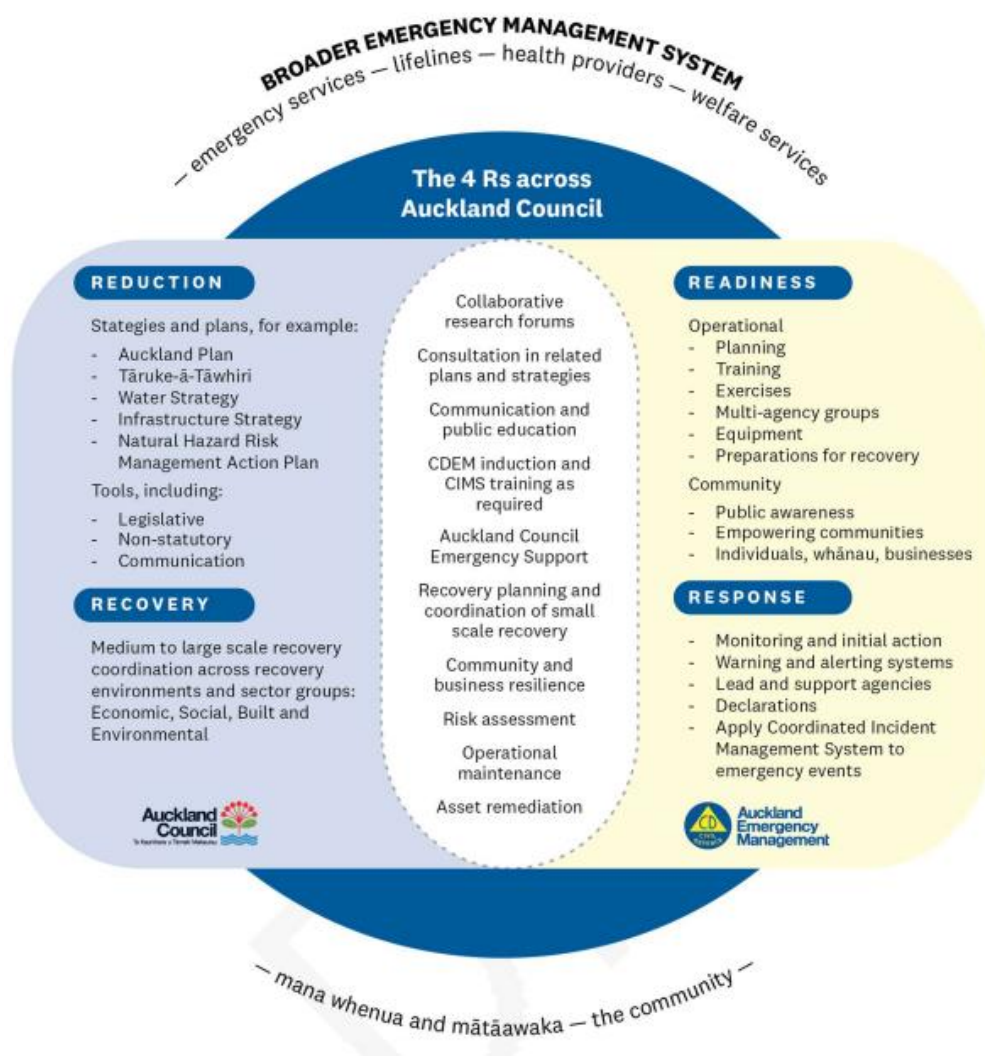 BROADER EMERGENCY MANAGEMENT SYSTEM
— emergency services — lifelines — health providers — welfare services
The 4 Rs across
Auckland Council
REDUCTION
Stategies and plans, for example:
- Auckland Plan
- Tāruke-ā-Tāwhiri
- Water Strategy
- Infrastructure Strategy
- Natural Hazard Risk
Management Action Plan
Tools, including:
- Legislative
- Non-statutory
- Communication
RECOVERY
Medium to large scale recovery
coordination across recovery
environments and sector groups:
Economic, Social, Built and
Environmental
Auckland
Council
Te Kaunihera o Tāmaki Makaurau
Collaborative
research forums
Consultation in related
plans and strategies
Communication and
public education
CDEM induction and
CIMS training as
required
Auckland Council
Emergency Support
Recovery planning and
coordination of small
scale recovery
Community and
business resilience
Risk assessment
Operational
maintenance
Asset remediation
READINESS
Operational
- Planning
- Training
- Exercises
- Multi-agency groups
- Equipment
- Preparations for recovery
Community
- Public awareness
- Empowering communities
- Individuals, whānau, businesses
RESPONSE
- Monitoring and initial action
- Warning and alerting systems
- Lead and support agencies
- Declarations
- Apply Coordinated Incident
Management System to
emergency events
CD
CIVIL
DEFENCE
Auckland
Emergency
Management
— mana whenua and mātāawaka — the community —